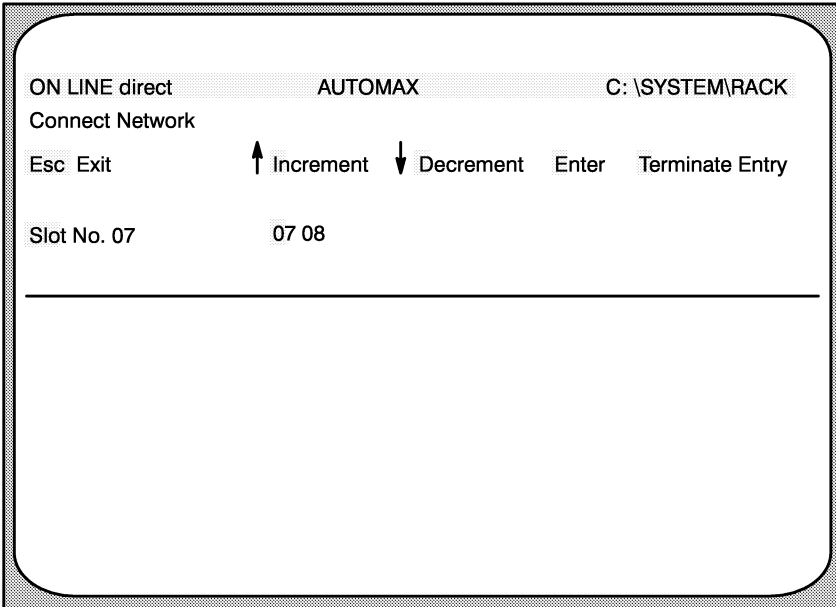 ON LINE direct AUTOMAX C: \SYSTEM\RACK
Connect Network
Esc Exit ↑ Increment ↓ Decrement Enter Terminate Entry
Slot No. 07 07 08